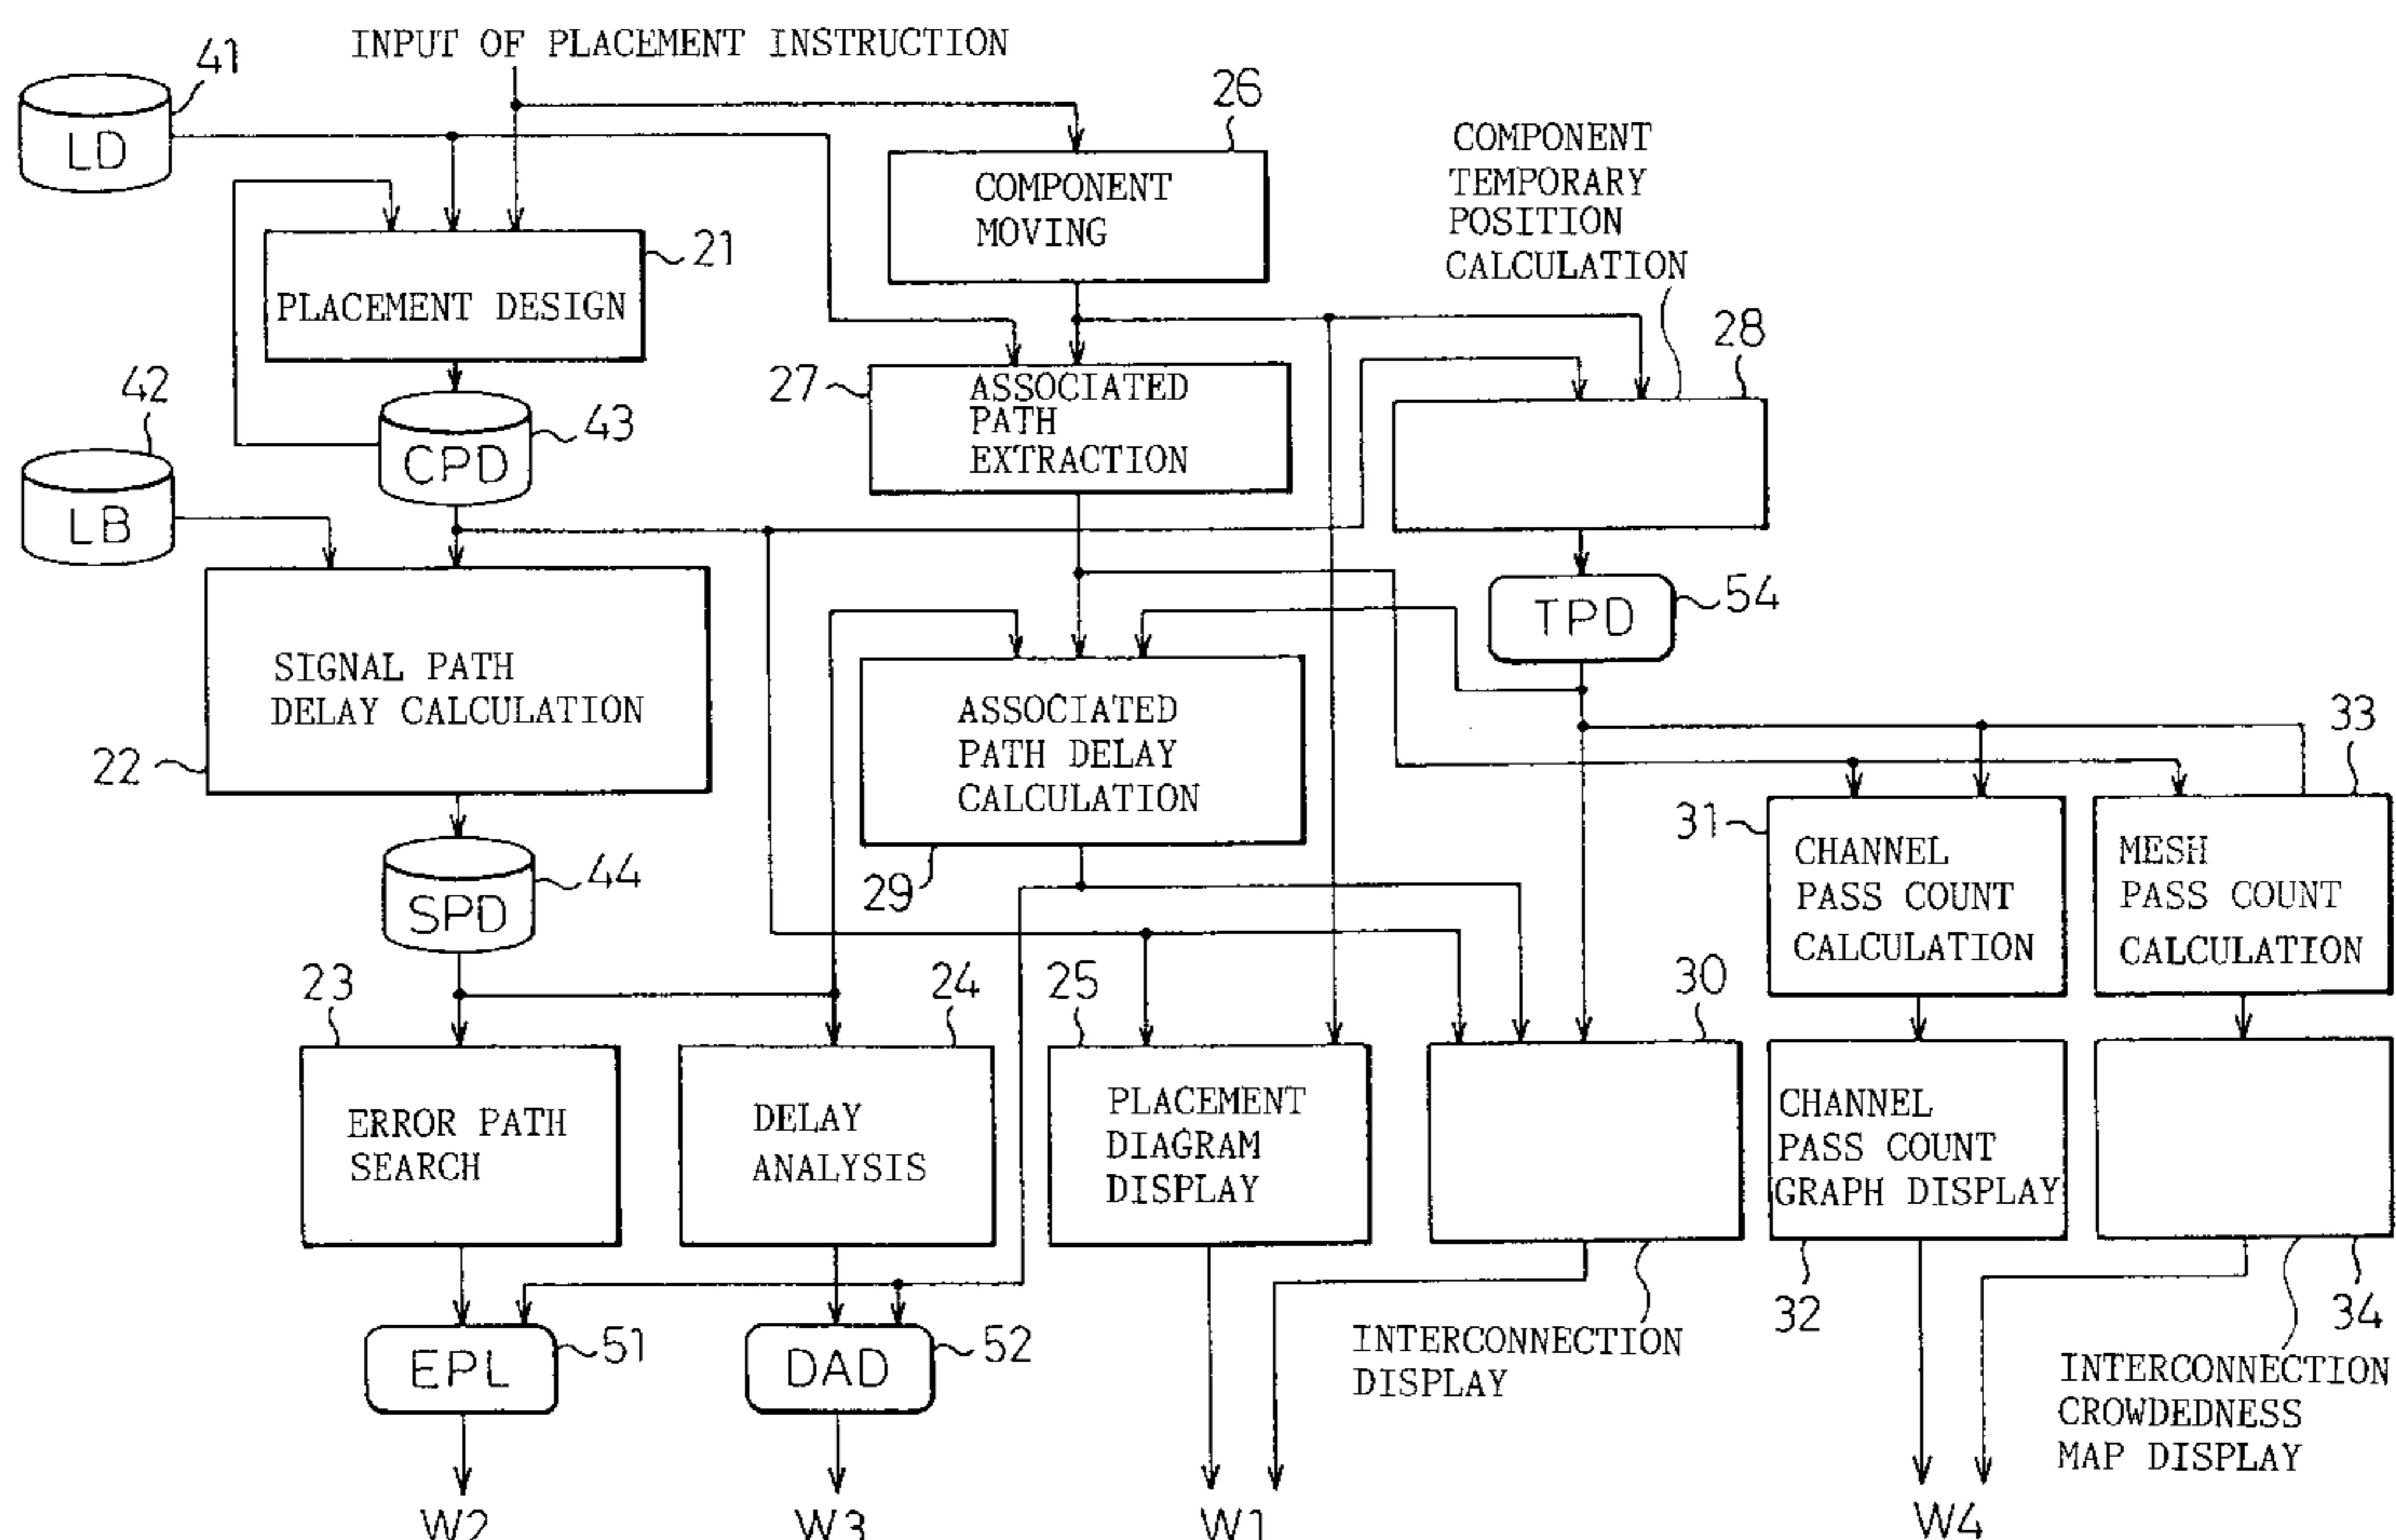 INPUT OF PLACEMENT INSTRUCTION
41
LD
26
COMPONENT
MOVING
COMPONENT
TEMPORARY
POSITION
CALCULATION
21
PLACEMENT DESIGN
28
27
ASSOCIATED
PATH
EXTRACTION
42
LB
43
CPD
54
TPD
SIGNAL PATH
DELAY CALCULATION
22
ASSOCIATED
PATH DELAY
CALCULATION
29
33
31
CHANNEL
PASS COUNT
CALCULATION
MESH
PASS COUNT
CALCULATION
44
SPD
23
ERROR PATH
SEARCH
24
DELAY
ANALYSIS
25
PLACEMENT
DIAGRAM
DISPLAY
30
CHANNEL
PASS COUNT
GRAPH DISPLAY
32
34
EPL
51
DAD
52
INTERCONNECTION
DISPLAY
INTERCONNECTION
CROWDEDNESS
MAP DISPLAY
W2
W3
W1
W4